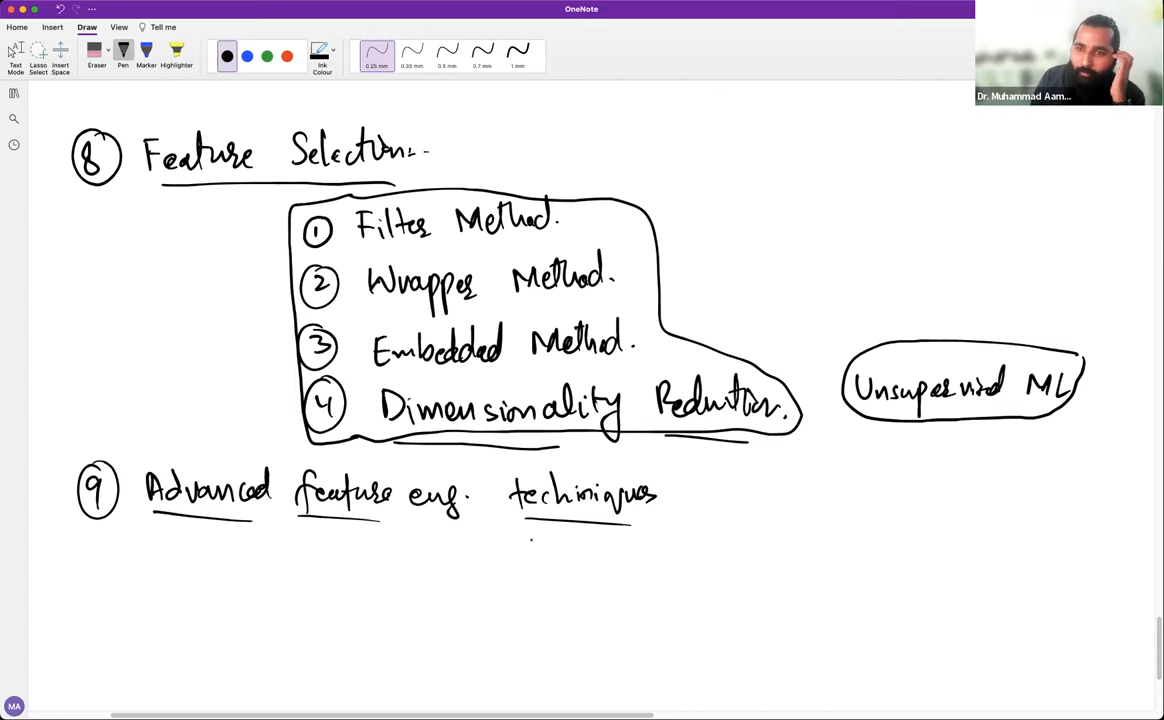 OneNote
Home Insert Draw View Tell me
Text Mode Lasso Select Insert Space Eraser Pen Marker Highlighter Ink Colour 0.25 mm 0.35 mm 0.5 mm 0.7 mm 1 mm
Dr. Muhammad Aam...
8 Feature Selection..
1 Filter Method.
2 Wrapper Method.
3 Embedded Method.
4 Dimensionality Reduction.
Unsupervised ML
9 Advanced feature eng. techiniques
MA